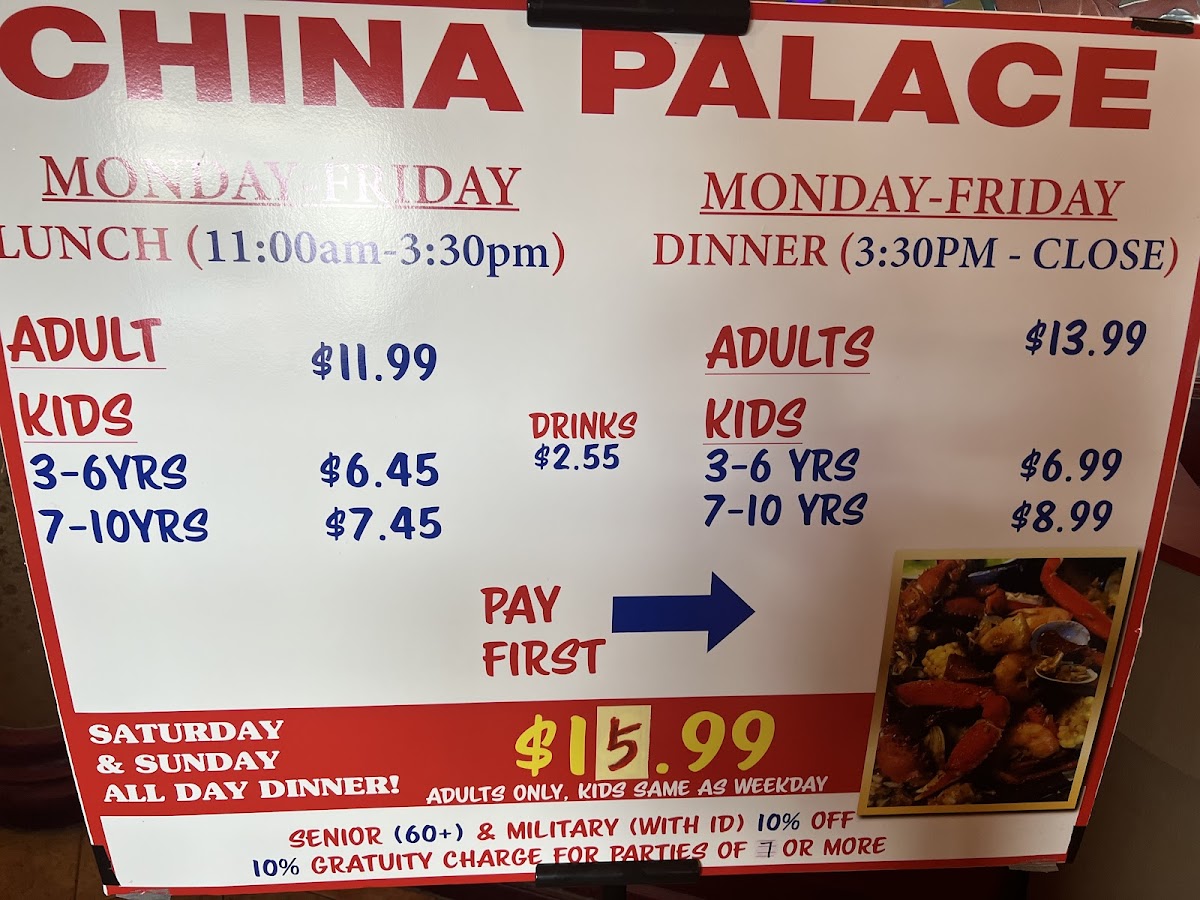 CHINA PALACE
MONDAY-FRIDAY
LUNCH (11:00am-3:30pm)
ADULT $11.99
KIDS
3-6YRS $6.45
7-10YRS $7.45
DRINKS
$2.55
MONDAY-FRIDAY
DINNER (3:30PM - CLOSE)
ADULTS $13.99
KIDS
3-6 YRS $6.99
7-10 YRS $8.99
PAY
FIRST
SATURDAY
& SUNDAY
ALL DAY DINNER!
$15.99
ADULTS ONLY, KIDS SAME AS WEEKDAY
SENIOR (60+) & MILITARY (WITH ID) 10% OFF
10% GRATUITY CHARGE FOR PARTIES OF OR MORE